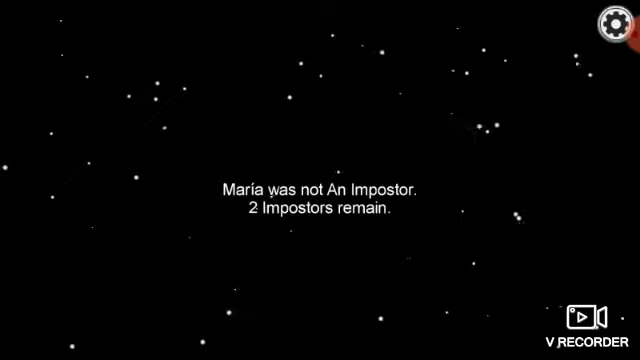 María was not An Impostor.
2 Impostors remain.
V RECORDER